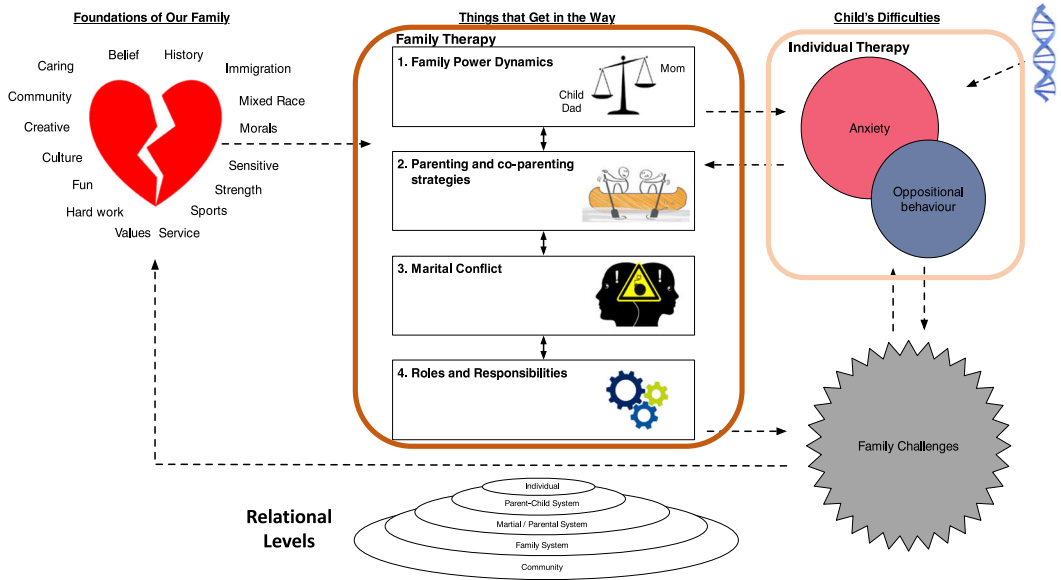 Foundations of Our Family
Belief
History
Caring
Immigration
Community
Mixed Race
Creative
Morals
Culture
Sensitive
Fun
Strength
Hard work
Sports
Values
Service
Things that Get in the Way
Family Therapy
1. Family Power Dynamics
Mom
Child
Dad
2. Parenting and co-parenting
strategies
3. Marital Conflict
! !
4. Roles and Responsibilities
Child's Difficulties
Individual Therapy
Anxiety
Oppositional
behaviour
Family Challenges
Relational
Levels
Individual
Parent-Child System
Martial / Parental System
Family System
Community